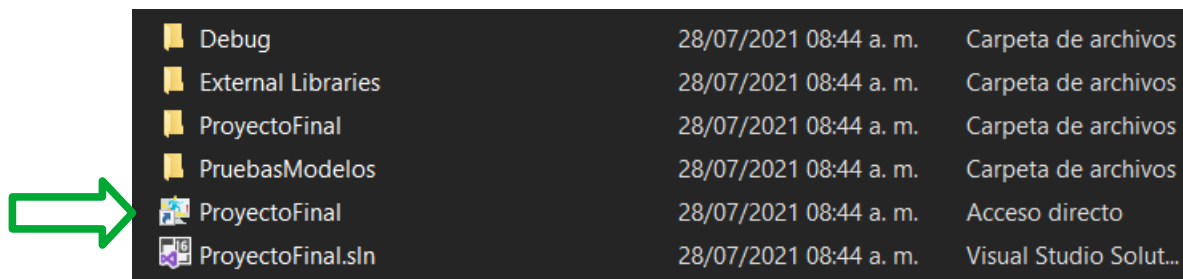 Debug 28/07/2021 08:44 a. m. Carpeta de archivos
External Libraries 28/07/2021 08:44 a. m. Carpeta de archivos
ProyectoFinal 28/07/2021 08:44 a. m. Carpeta de archivos
PruebasModelos 28/07/2021 08:44 a. m. Carpeta de archivos
ProyectoFinal 28/07/2021 08:44 a. m. Acceso directo
16 ProyectoFinal.sln 28/07/2021 08:44 a. m. Visual Studio Solut...